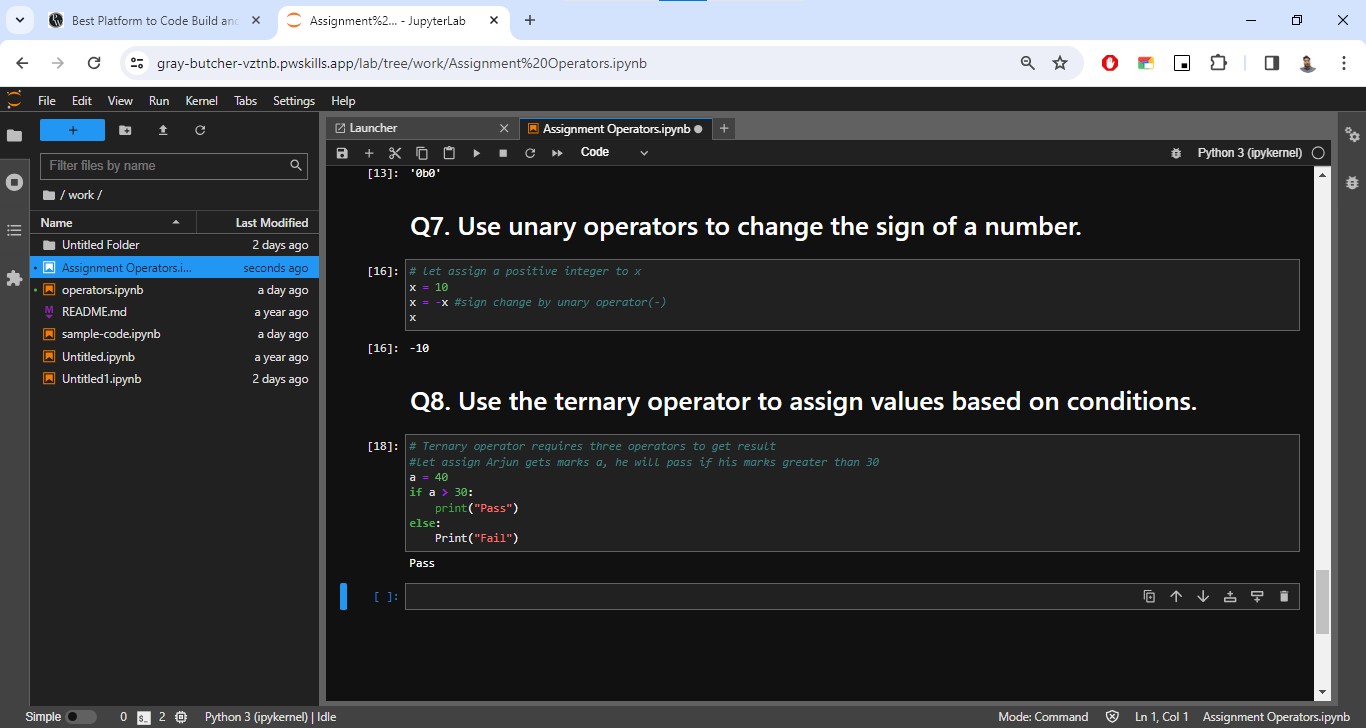 Best Platform to Code Build and
Assignment%2... - JupyterLab
gray-butcher-vztnb.pwskills.app/lab/tree/work/Assignment%20Operators.ipynb
File Edit View Run Kernel Tabs Settings Help
Filter files by name
/ work /
Name Last Modified
Untitled Folder 2 days ago
Assignment Operators.i... seconds ago
operators.ipynb a day ago
README.md a year ago
sample-code.ipynb a day ago
Untitled.ipynb a year ago
Untitled1.ipynb 2 days ago
Launcher
Assignment Operators.ipynb
Code
Python 3 (ipykernel)
[13]: '0b0'
Q7. Use unary operators to change the sign of a number.
[16]: # Let assign a positive integer to x
x = 10
x = -x #sign change by unary operator(-)
x
[16]: -10
Q8. Use the ternary operator to assign values based on conditions.
[18]: # Ternary operator requires three operators to get result
#Let assign Arjun gets marks a, he will pass if his marks greater than 30
a = 40
if a > 30:
print("Pass")
else:
Print("Fail")
Pass
[ ]:
Simple 0 2 Python 3 (ipykernel) | Idle
Mode: Command Ln 1, Col 1 Assignment Operators.ipynb